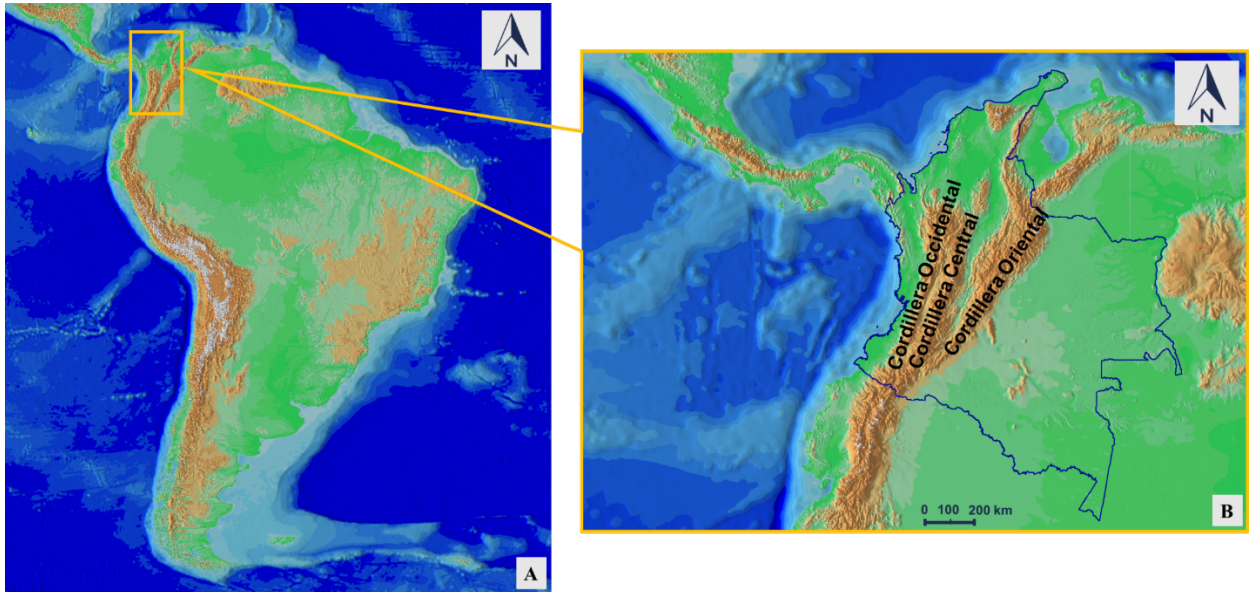 N
A
N
Cordillera Occidental
Cordillera Central
Cordillera Oriental
0 100 200 km
B